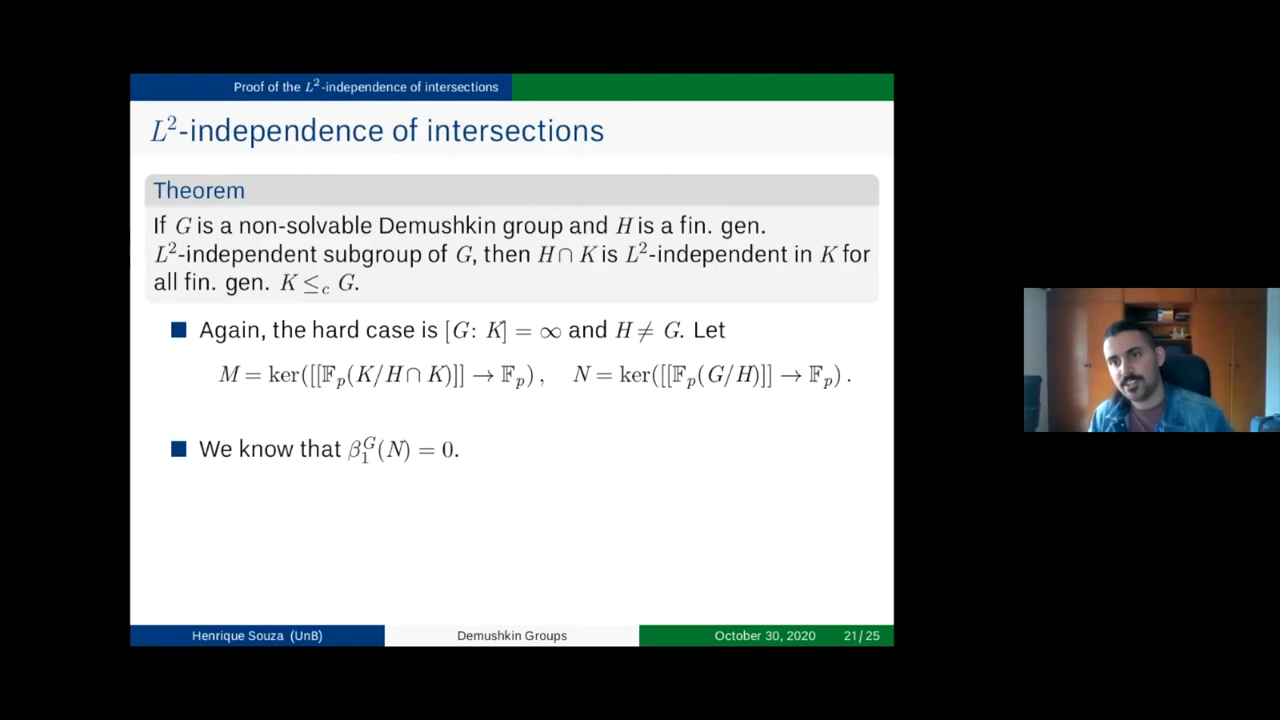 Proof of the L²-independence of intersections
L²-independence of intersections
Theorem
If G is a non-solvable Demushkin group and H is a fin. gen.
L²-independent subgroup of G, then H ∩ K is L²-independent in K for
all fin. gen. K ≤_c G.
Again, the hard case is [G: K] = ∞ and H ≠ G. Let
M = ker([[𝔽_p(K/H ∩ K)]] → 𝔽_p), N = ker([[𝔽_p(G/H)]] → 𝔽_p).
We know that β₁ᴳ(N) = 0.
Henrique Souza (UnB) Demushkin Groups October 30, 2020 21/25